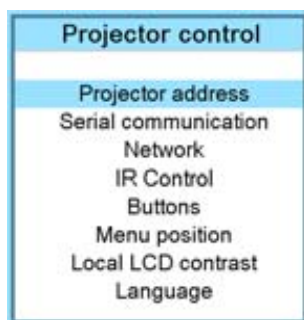 Projector control
Projector address
Serial communication
Network
IR Control
Buttons
Menu position
Local LCD contrast
Language